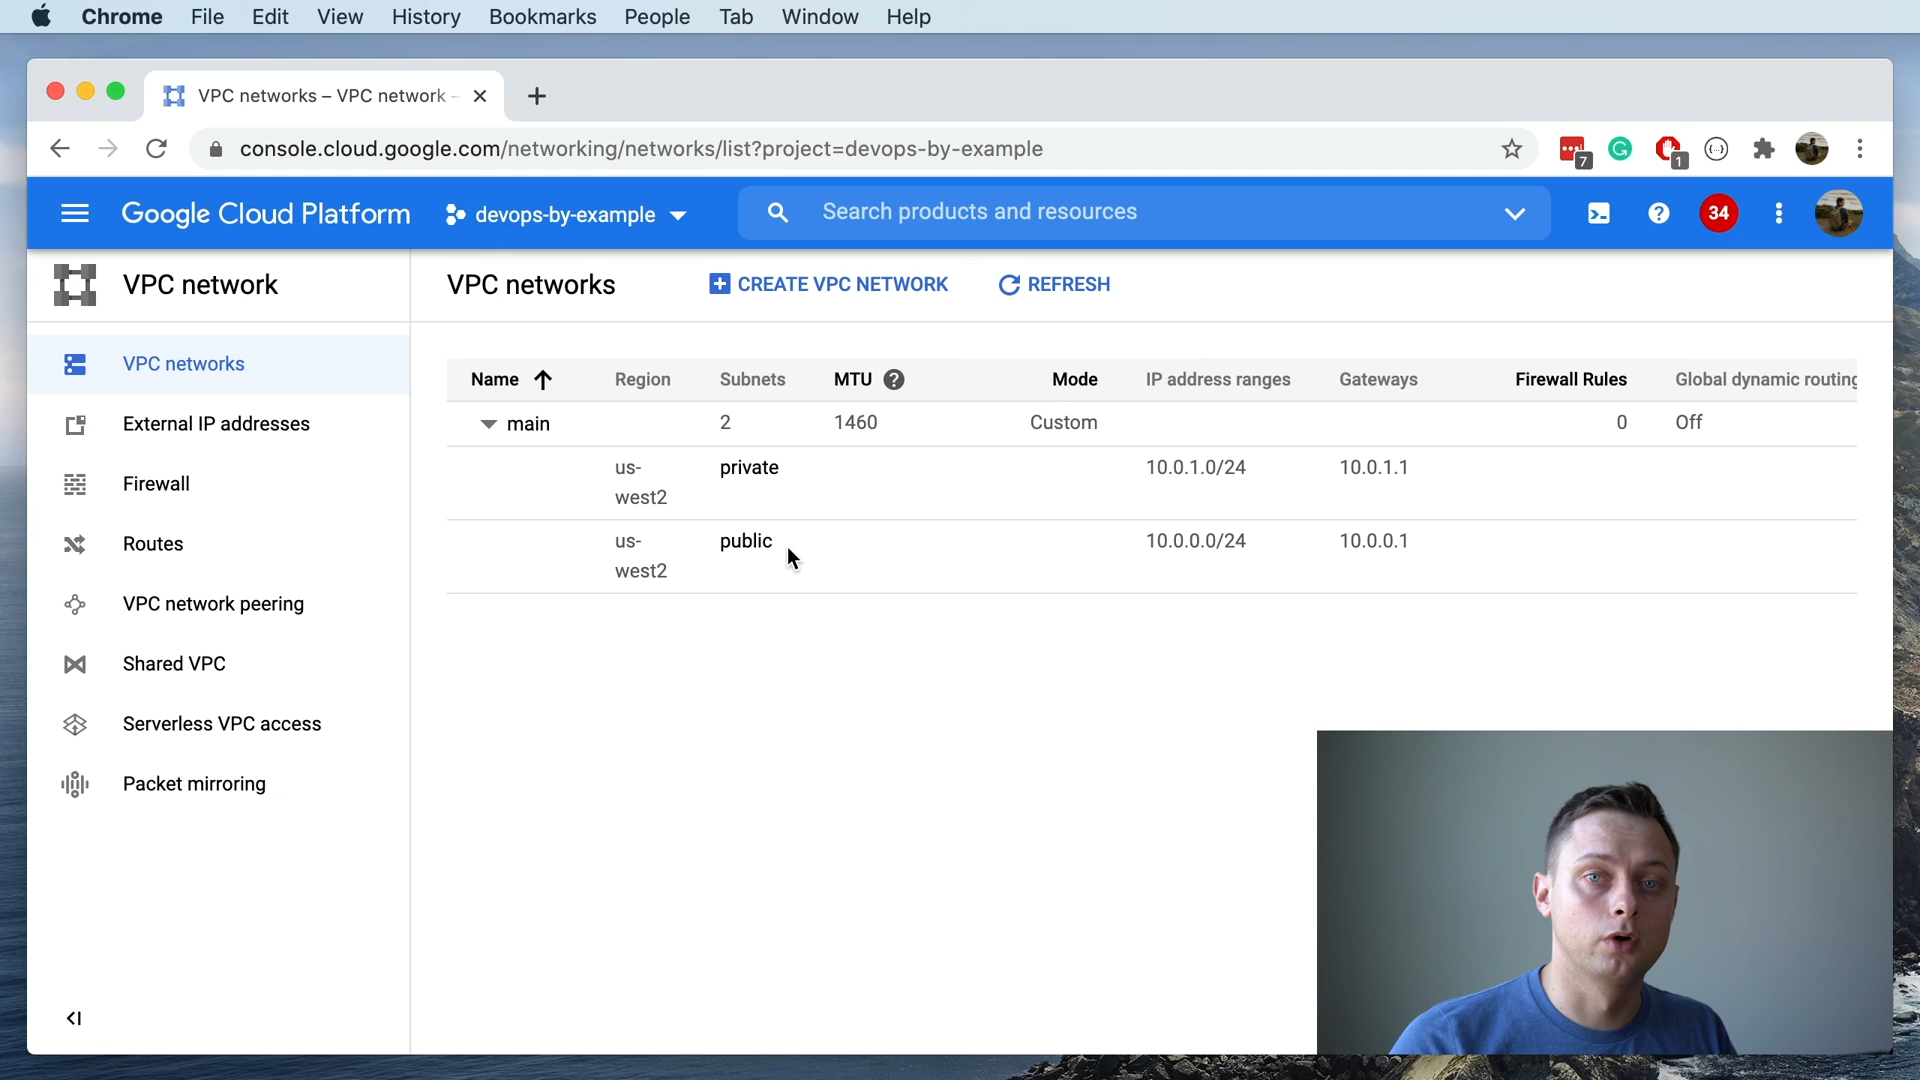 Chrome File Edit View History Bookmarks People Tab Window Help
VPC networks – VPC network –
console.cloud.google.com/networking/networks/list?project=devops-by-example
7
1
Google Cloud Platform
devops-by-example
Search products and resources
34
VPC network
VPC networks
CREATE VPC NETWORK
REFRESH
VPC networks
External IP addresses
Firewall
Routes
VPC network peering
Shared VPC
Serverless VPC access
Packet mirroring
Name Region Subnets MTU Mode IP address ranges Gateways Firewall Rules Global dynamic routing
main 2 1460 Custom 0 Off
us-west2 private 10.0.1.0/24 10.0.1.1
us-west2 public 10.0.0.0/24 10.0.0.1